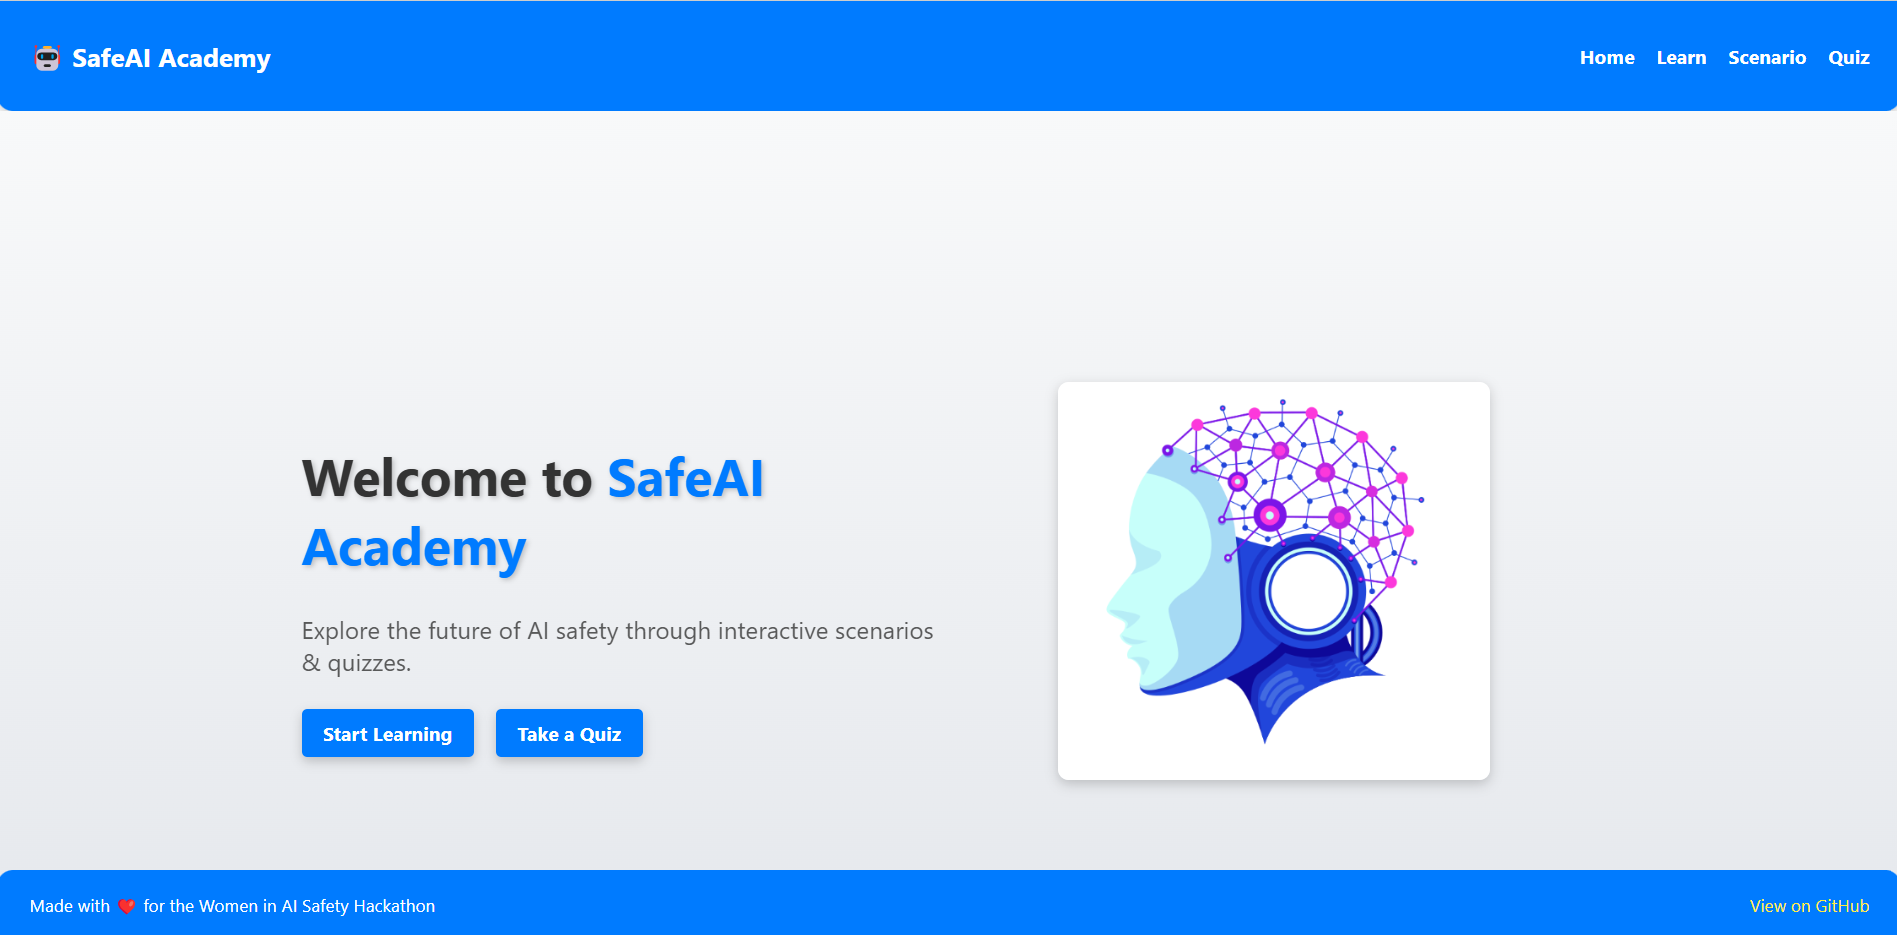 SafeAI Academy
Home Learn Scenario Quiz
Welcome to SafeAI
Academy
Explore the future of AI safety through interactive scenarios
& quizzes.
Start Learning Take a Quiz
Made with ❤️ for the Women in AI Safety Hackathon
View on GitHub